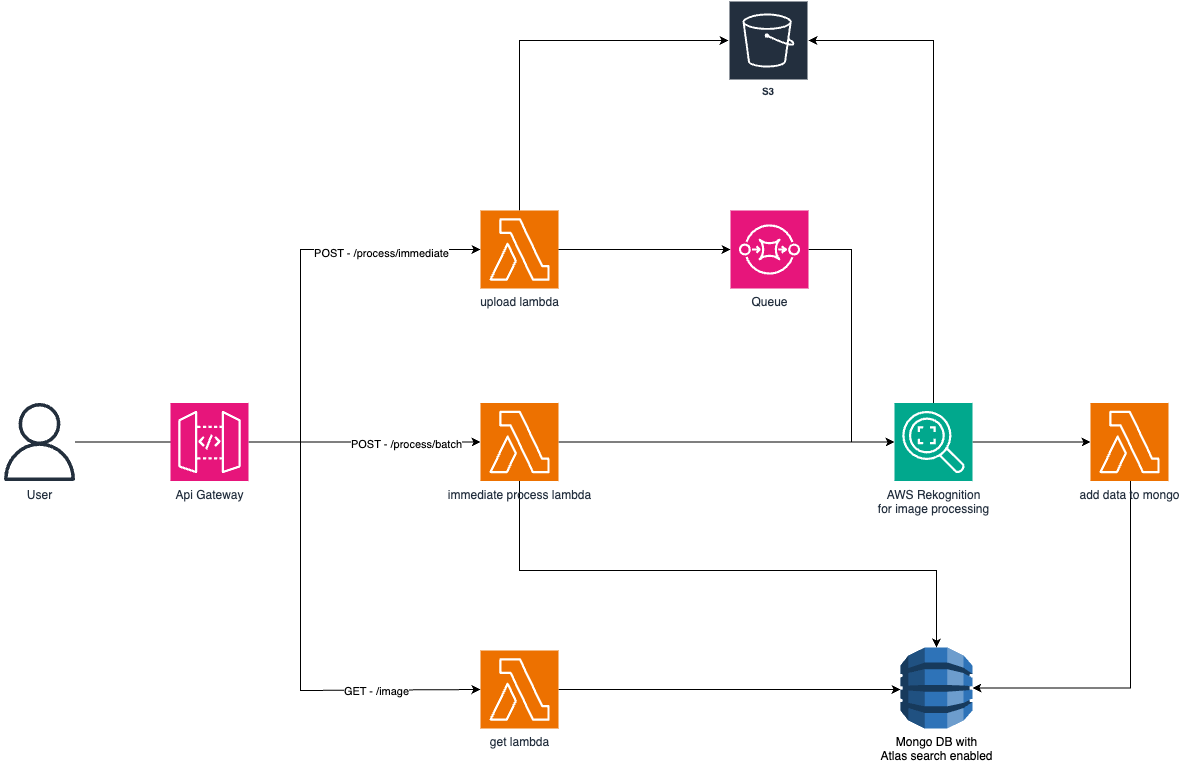 S3
POST - /process/immediate
upload lambda
Queue
POST - /process/batch
User
Api Gateway
immediate process lambda
AWS Rekognition
for image processing
add data to mongo
GET - /image
get lambda
Mongo DB with
Atlas search enabled